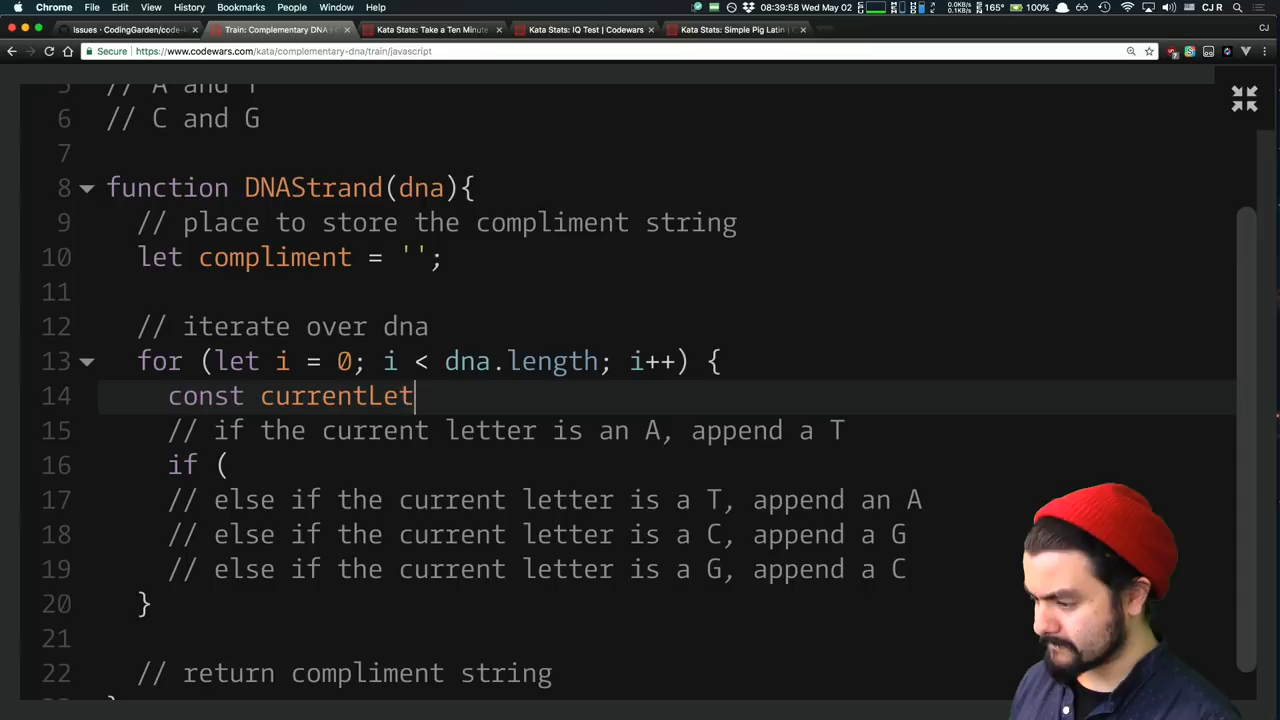 Chrome File Edit View History Bookmarks People Window Help
08:39:58 Wed May 02 165° 100% CJ R
Issues · CodingGarden/code-k
Train: Complementary DNA | C
Kata Stats: Take a Ten Minute
Kata Stats: IQ Test | Codewars
Kata Stats: Simple Pig Latin | C
CJ
Secure https://www.codewars.com/kata/complementary-dna/train/javascript
5 // A and T
6 // C and G
7
8 function DNAStrand(dna){
9 // place to store the compliment string
10 let compliment = '';
11
12 // iterate over dna
13 for (let i = 0; i < dna.length; i++) {
14 const currentLet
15 // if the current letter is an A, append a T
16 if (
17 // else if the current letter is a T, append an A
18 // else if the current letter is a C, append a G
19 // else if the current letter is a G, append a C
20 }
21
22 // return compliment string